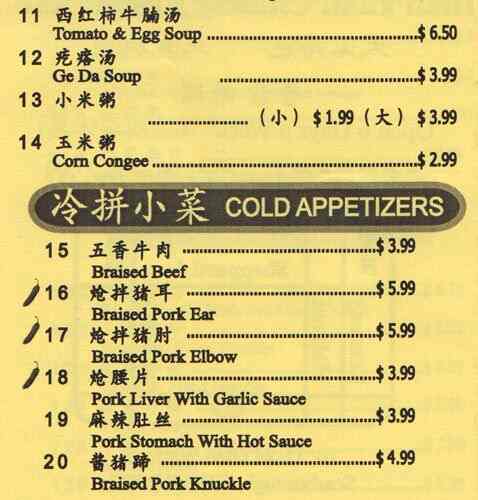 11 西红柿牛腩汤
Tomato & Egg Soup $6.50
12 疙瘩汤
Ge Da Soup $3.99
13 小米粥
(小) $1.99 (大) $3.99
14 玉米粥
Corn Congee $2.99
冷拼小菜 COLD APPETIZERS
15 五香牛肉 $3.99
Braised Beef
16 炝拌猪耳 $5.99
Braised Pork Ear
17 炝拌猪肘 $5.99
Braised Pork Elbow
18 炝腰片 $3.99
Pork Liver With Garlic Sauce
19 麻辣肚丝 $3.99
Pork Stomach With Hot Sauce
20 酱猪蹄 $4.99
Braised Pork Knuckle